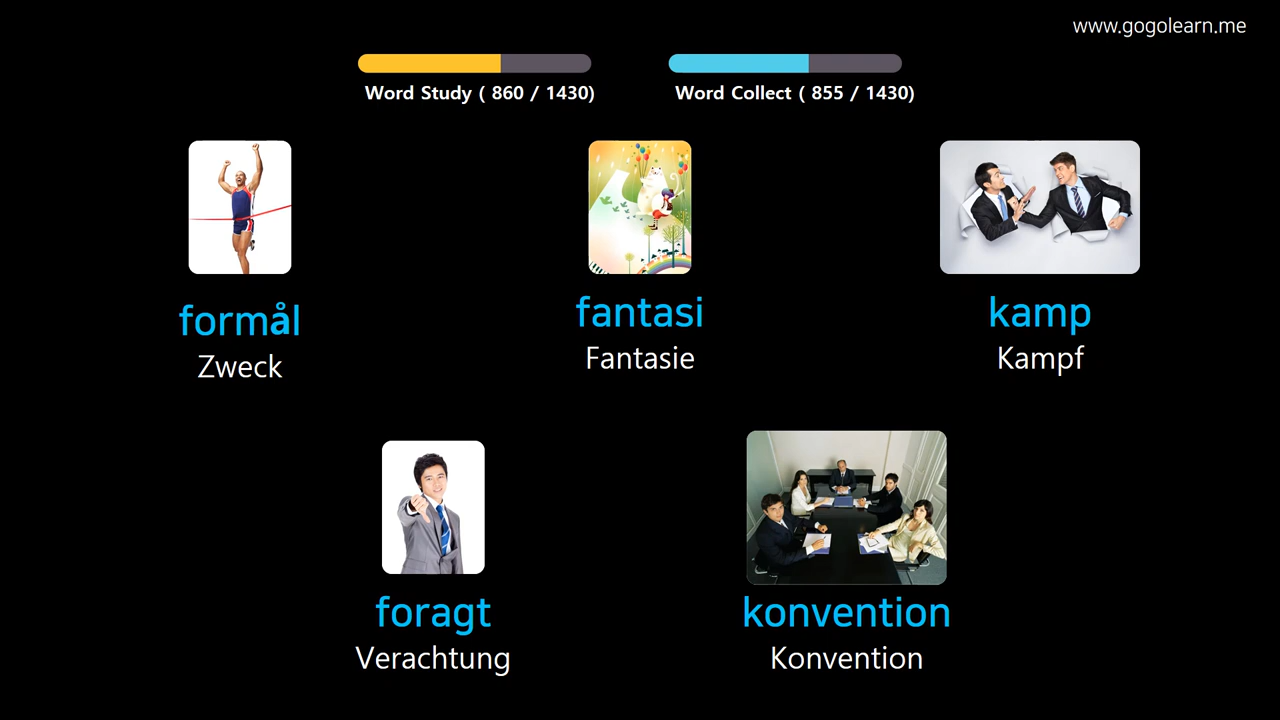 www.gogolearn.me
Word Study ( 860 / 1430)
Word Collect ( 855 / 1430)
formål
Zweck
fantasi
Fantasie
kamp
Kampf
foragt
Verachtung
konvention
Konvention